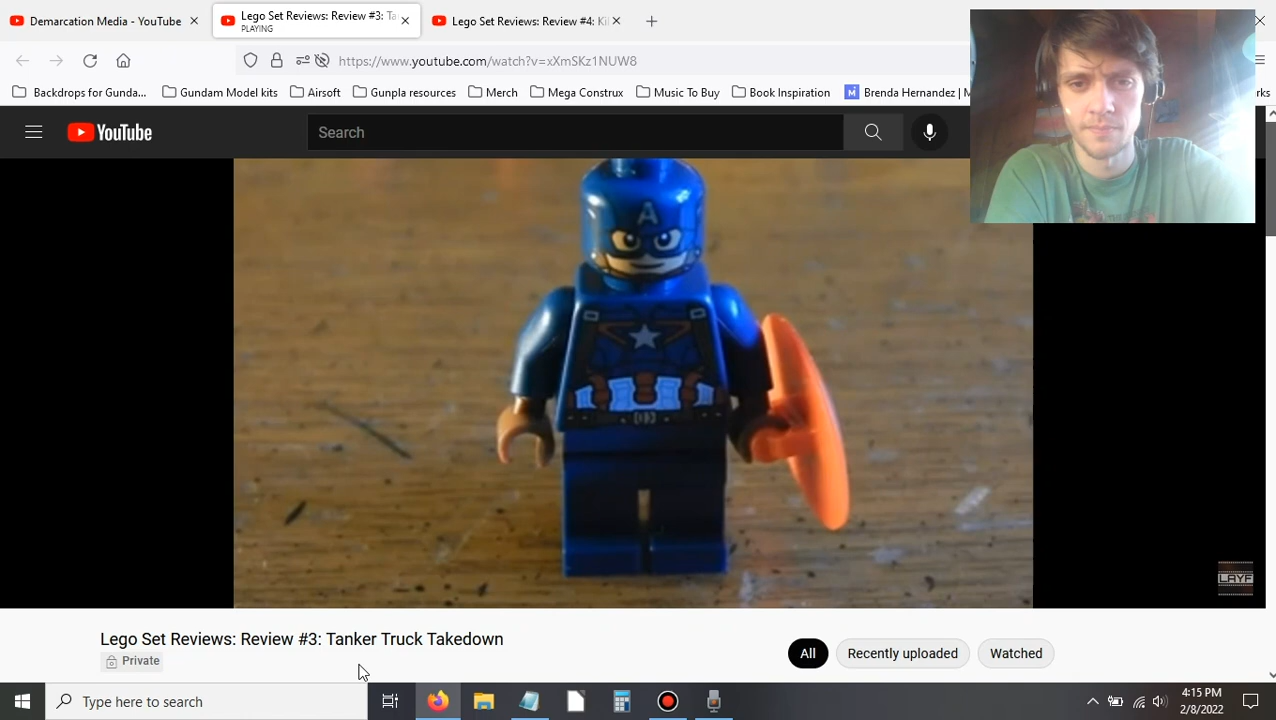 Demarcation Media - YouTube
Lego Set Reviews: Review #3: Ta
PLAYING
Lego Set Reviews: Review #4: Ki
https://www.youtube.com/watch?v=xXmSKz1NUW8
Backdrops for Gunda...
Gundam Model kits
Airsoft
Gunpla resources
Merch
Mega Construx
Music To Buy
Book Inspiration
M
Brenda Hernandez | M
rks
YouTube
Search
A
LAYF
Lego Set Reviews: Review #3: Tanker Truck Takedown
Private
All
Recently uploaded
Watched
Type here to search
4:15 PM
2/8/2022